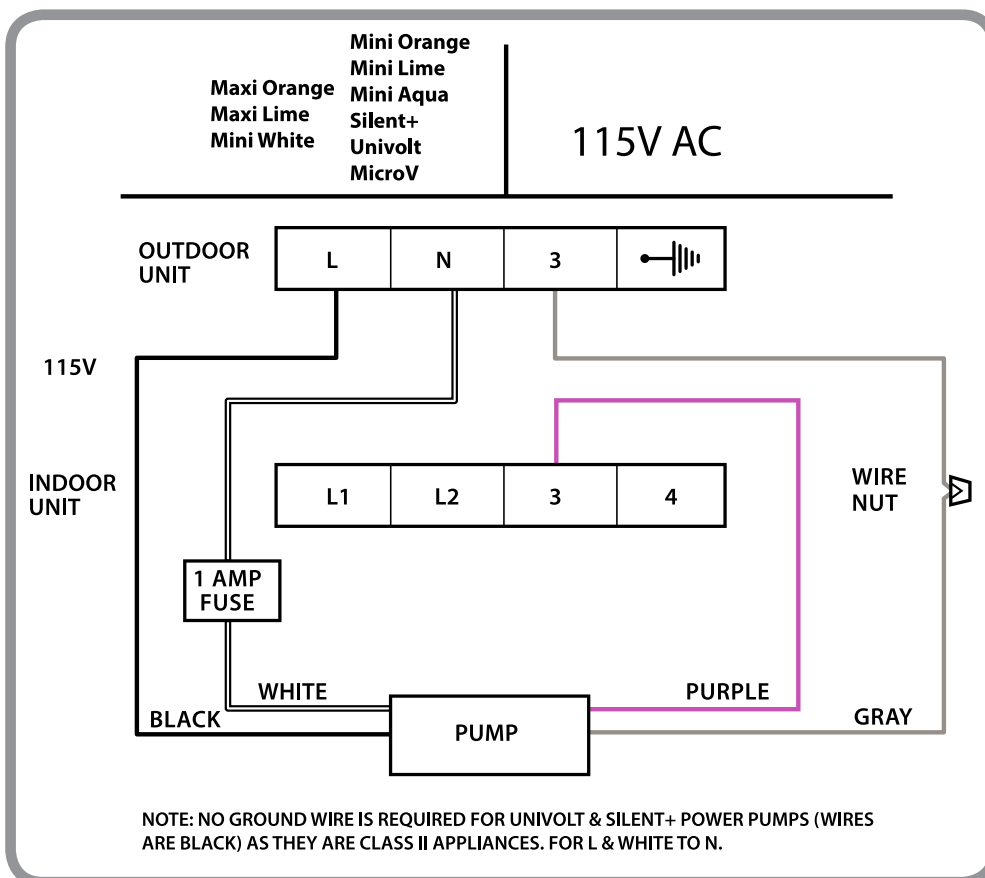 Maxi Orange
Maxi Lime
Mini White
Mini Orange
Mini Lime
Mini Aqua
Silent+
Univolt
MicroV
115V AC
OUTDOOR
UNIT
L
N
3
115V
INDOOR
UNIT
L1
L2
3
4
WIRE
NUT
1 AMP
FUSE
WHITE
PURPLE
BLACK
PUMP
GRAY
NOTE: NO GROUND WIRE IS REQUIRED FOR UNIVOLT & SILENT+ POWER PUMPS (WIRES
ARE BLACK) AS THEY ARE CLASS II APPLIANCES. FOR L & WHITE TO N.